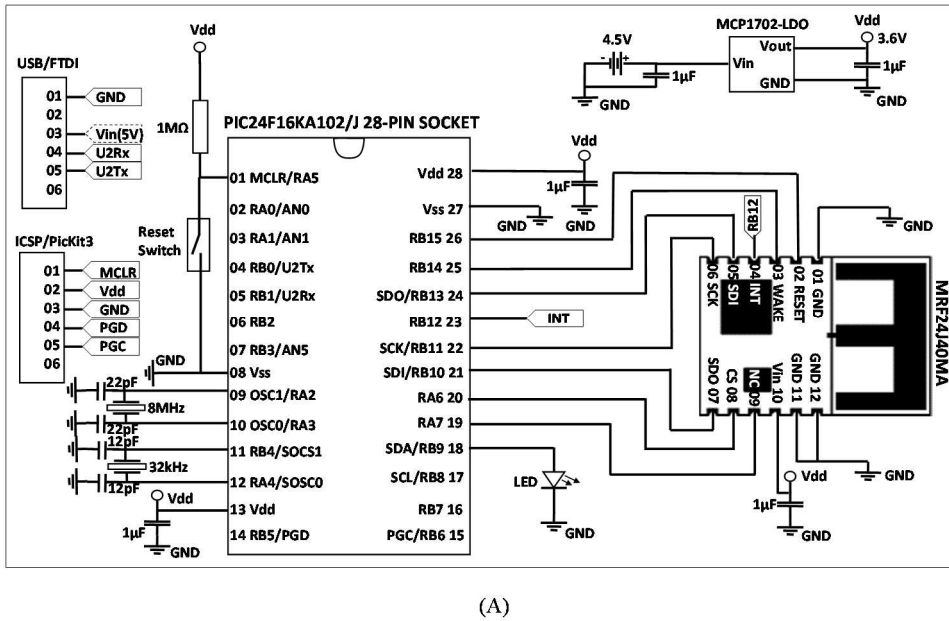 MCP1702-LDO
Vdd
3.6V
Vout
Vin
GND
1µF
GND
4.5V
- +
1µF
GND
Vdd
1MΩ
USB/FTDI
01 GND
02
03 Vin(5V)
04 U2Rx
05 U2Tx
06
Reset
Switch
ICSP/PicKit3
01 MCLR
02 Vdd
03 GND
04 PGD
05 PGC
06
PIC24F16KA102/J 28-PIN SOCKET
01 MCLR/RA5
02 RA0/AN0
03 RA1/AN1
04 RB0/U2Tx
05 RB1/U2Rx
06 RB2
07 RB3/AN5
08 Vss
09 OSC1/RA2
10 OSC0/RA3
11 RB4/SOCS1
12 RA4/SOSC0
13 Vdd
14 RB5/PGD
Vdd 28
Vss 27
RB15 26
RB14 25
SDO/RB13 24
RB12 23
SCK/RB11 22
SDI/RB10 21
RA6 20
RA7 19
SDA/RB9 18
SCL/RB8 17
RB7 16
PGC/RB6 15
GND
22pF
8MHz
22pF
12pF
32kHz
12pF
Vdd
1µF
GND
Vdd
1µF
GND
GND
INT
LED
GND
RB12
GND
06 SCK
05 SDI
04 INT
03 WAKE
02 RESET
01 GND
SDO 07
CS 08
NC 09
Vin 10
GND 11
GND 12
MRF24J40MA
GND
Vdd
1µF
GND
(A)